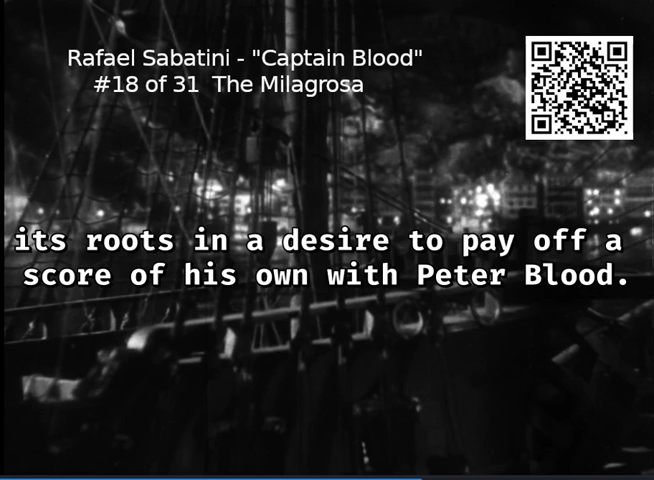 Rafael Sabatini - "Captain Blood"
#18 of 31  The Milagrosa
its roots in a desire to pay off a
score of his own with Peter Blood.